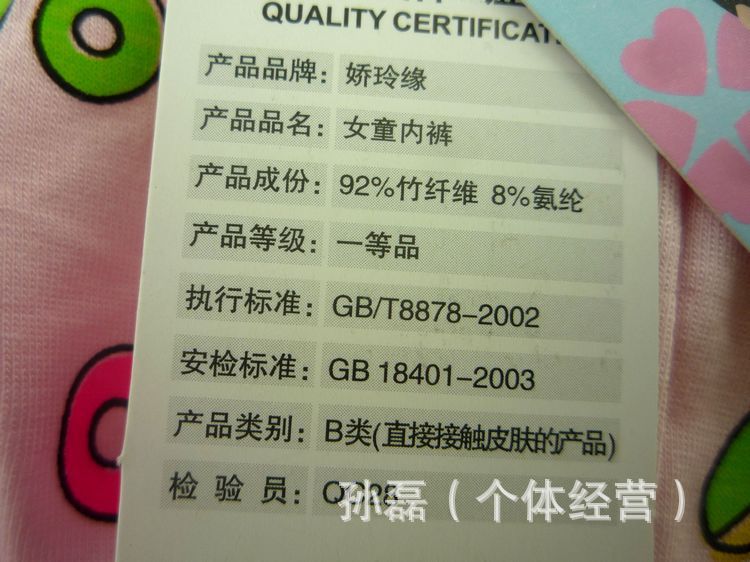 QUALITY CERTIFICAT
产品品牌：娇玲缘
产品品名：女童内裤
产品成份：92%竹纤维 8%氨纶
产品等级：一等品
执行标准：GB/T8878-2002
安检标准：GB 18401-2003
产品类别：B类(直接接触皮肤的产品)
检 验 员：QC28
孙磊（个体经营）